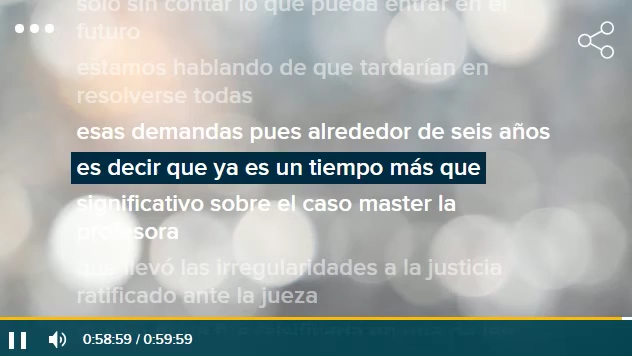 solo sin contar lo que pueda entrar en el
futuro
estamos hablando de que tardarían en
resolverse todas
esas demandas pues alrededor de seis años
es decir que ya es un tiempo más que
significativo sobre el caso master la
profesora
que llevó las irregularidades a la justicia
ratificado ante la jueza
0:58:59 / 0:59:59